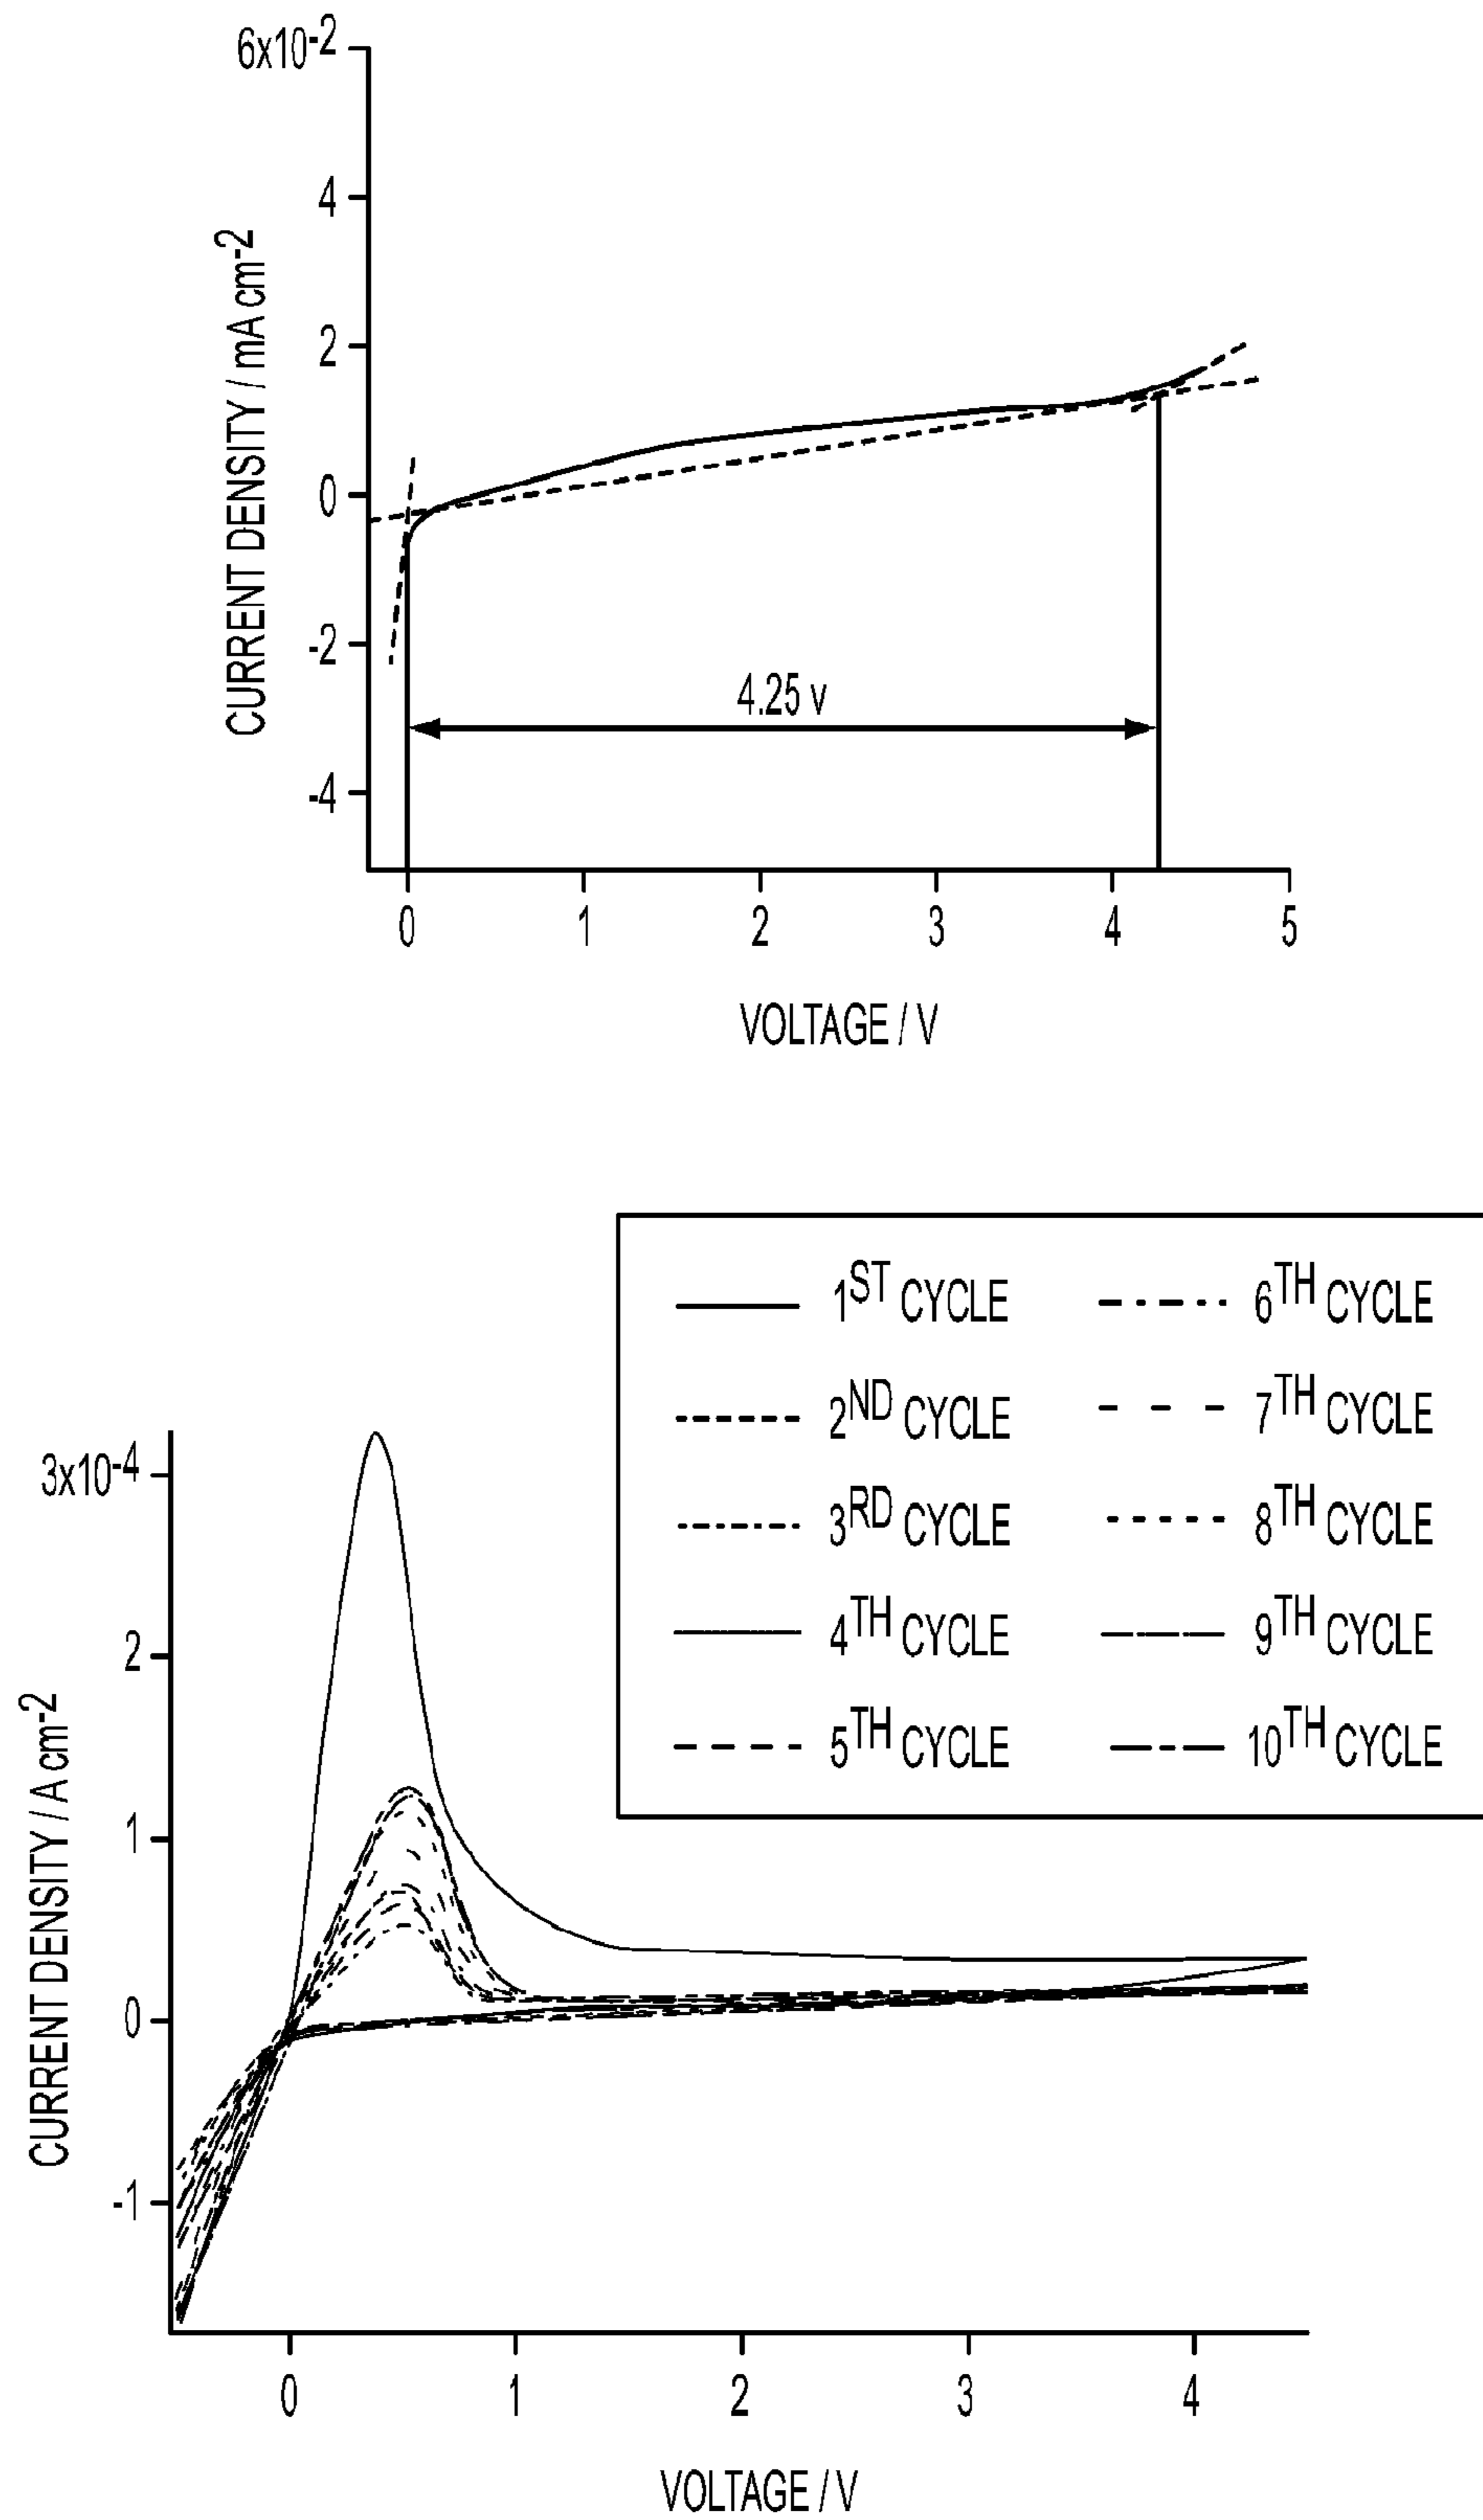 6x10-2
4
2
0
-2
-4
CURRENT DENSITY / mA cm-2
4.25 v
0 1 2 3 4 5
VOLTAGE / V
1ST CYCLE
2ND CYCLE
3RD CYCLE
4TH CYCLE
5TH CYCLE
6TH CYCLE
7TH CYCLE
8TH CYCLE
9TH CYCLE
10TH CYCLE
3x10-4
2
1
0
-1
CURRENT DENSITY / A cm-2
0 1 2 3 4
VOLTAGE / V